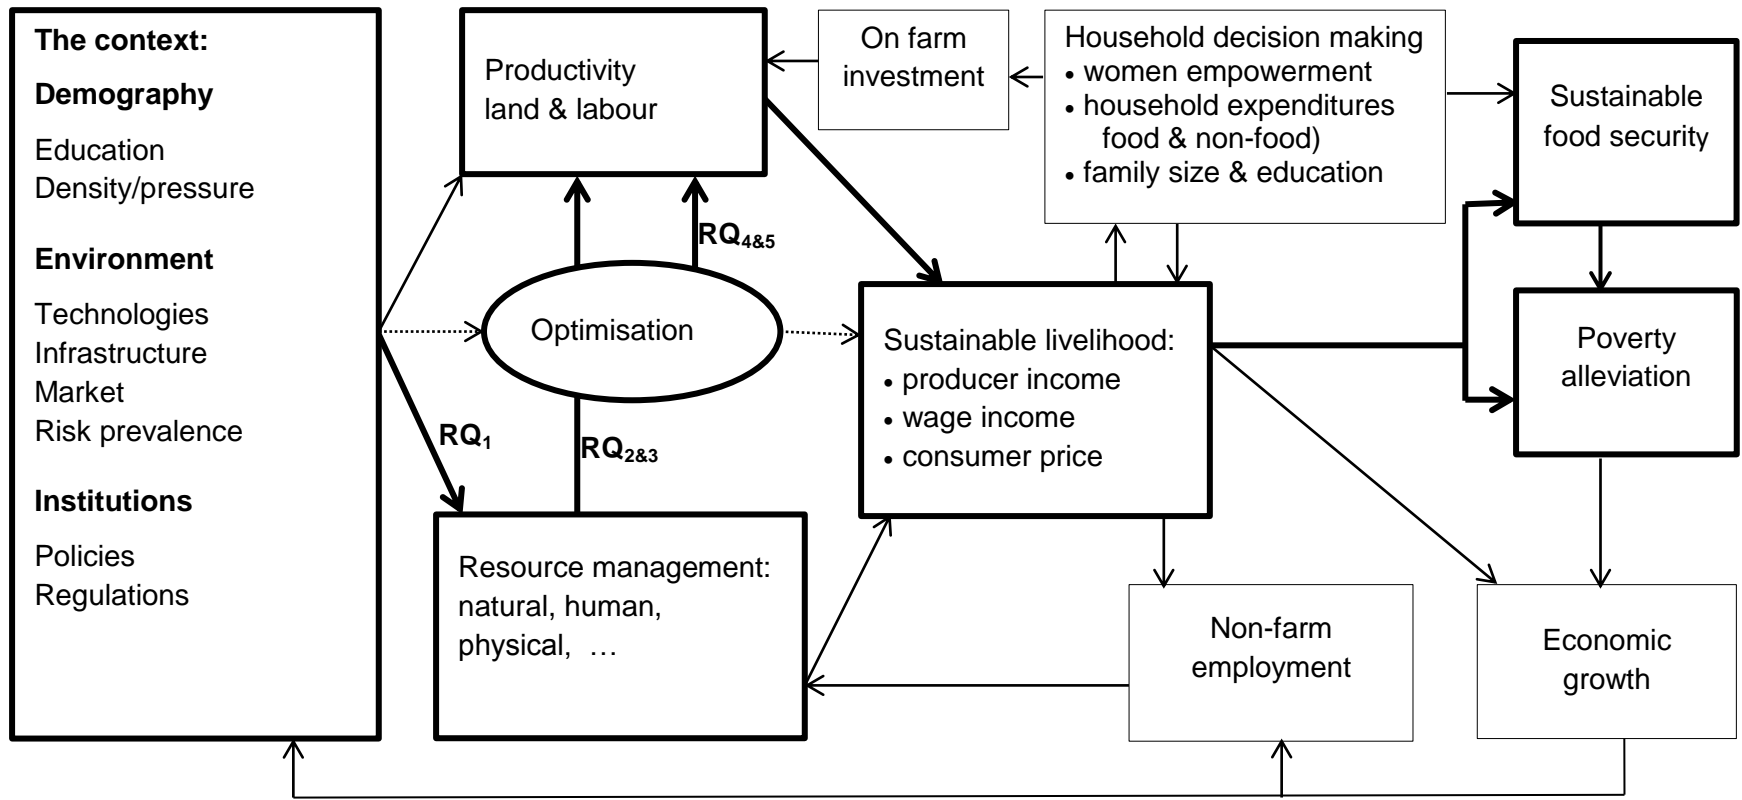 The context:
Demography
Education
Density/pressure
Environment
Technologies
Infrastructure
Market
Risk prevalence
Institutions
Policies
Regulations
Productivity
land & labour
On farm
investment
Household decision making
• women empowerment
• household expenditures
food & non-food)
• family size & education
Sustainable
food security
RQ4&5
Optimisation
RQ1
RQ2&3
Sustainable livelihood:
• producer income
• wage income
• consumer price
Poverty
alleviation
Resource management:
natural, human,
physical, …
Non-farm
employment
Economic
growth